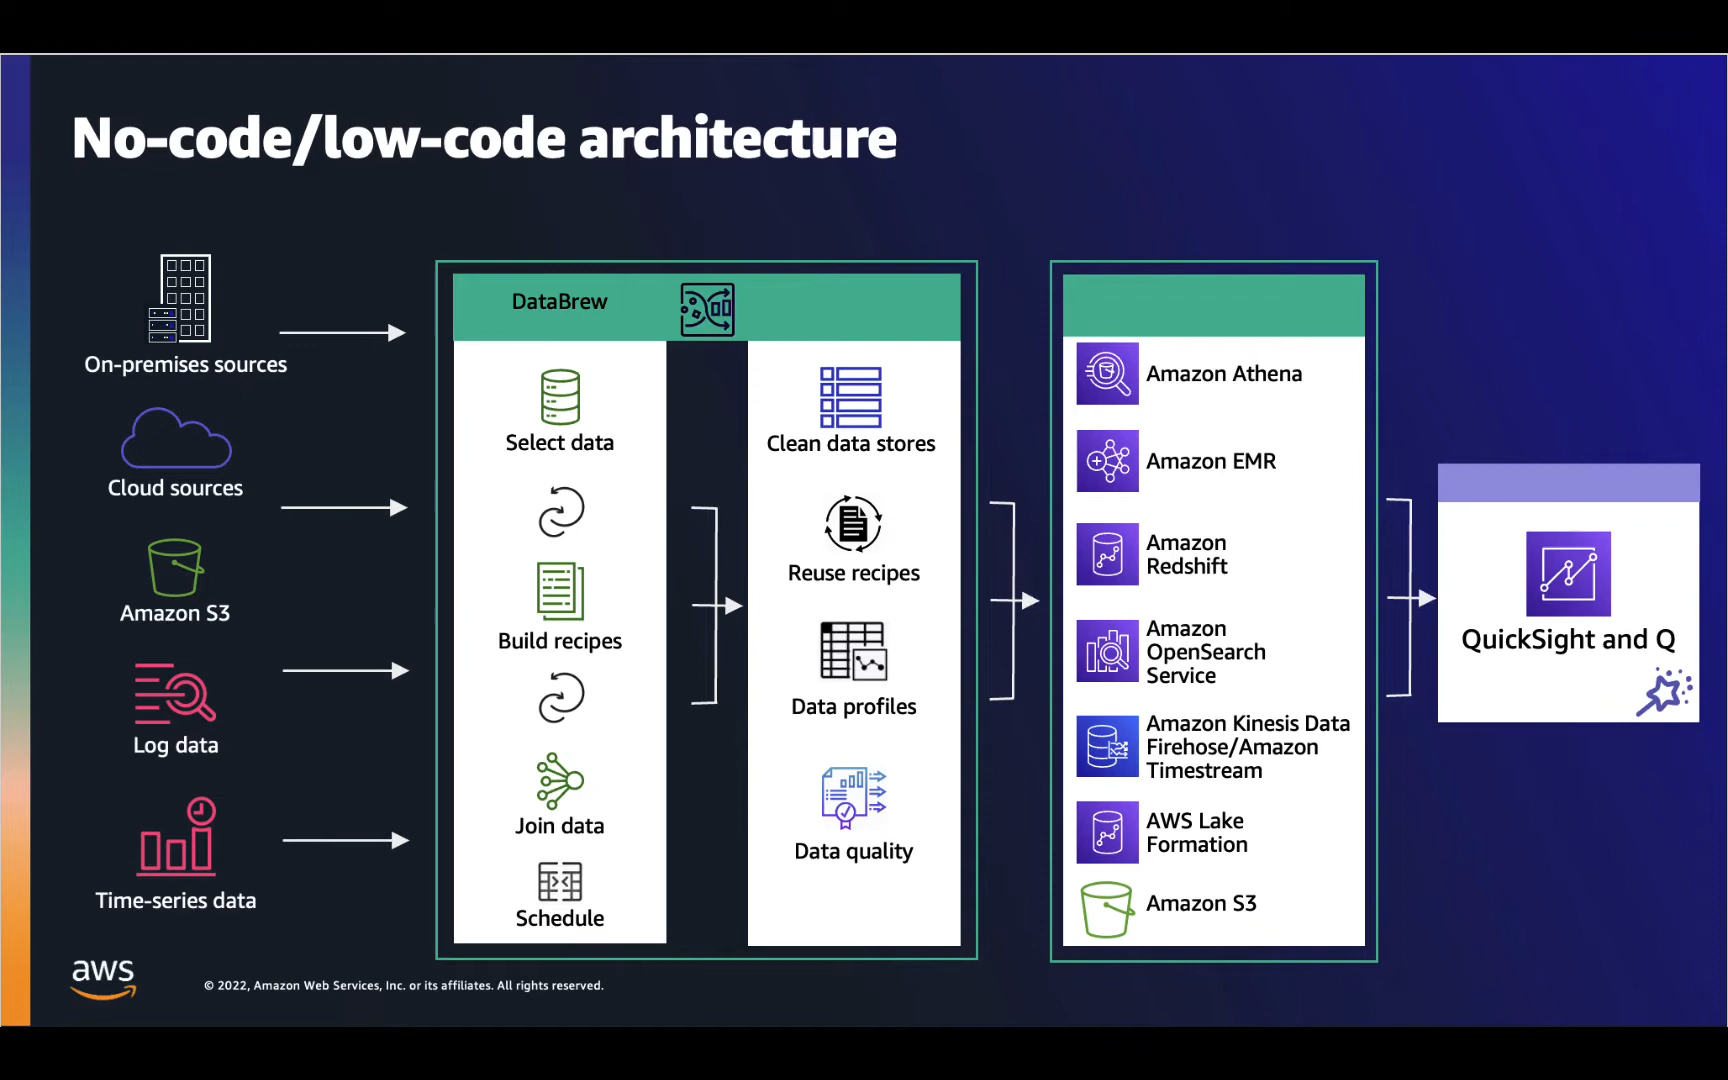 No-code/low-code architecture
On-premises sources
Cloud sources
Amazon S3
Log data
Time-series data
DataBrew
Select data
Build recipes
Join data
Schedule
Clean data stores
Reuse recipes
Data profiles
Data quality
Amazon Athena
Amazon EMR
Amazon
Redshift
Amazon
OpenSearch
Service
Amazon Kinesis Data
Firehose/Amazon
Timestream
AWS Lake
Formation
Amazon S3
QuickSight and Q
aws
© 2022, Amazon Web Services, Inc. or its affiliates. All rights reserved.